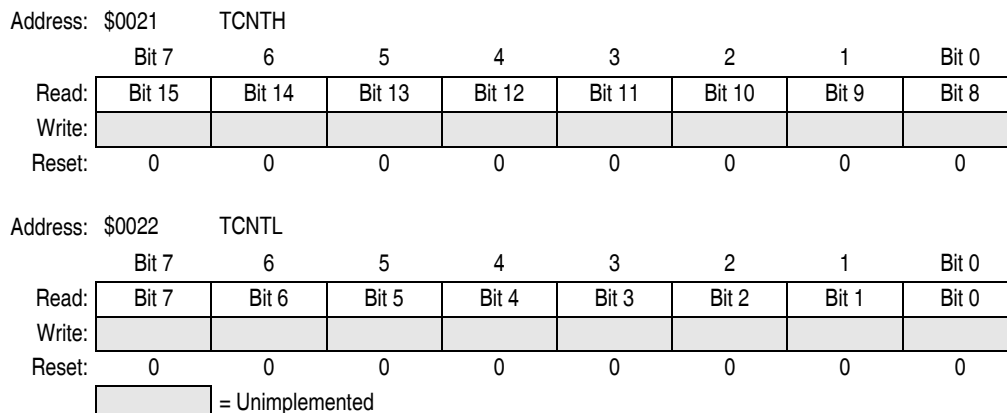 Address: $0021 TCNTH
Bit 7 6 5 4 3 2 1 Bit 0
Read: Bit 15 Bit 14 Bit 13 Bit 12 Bit 11 Bit 10 Bit 9 Bit 8
Write:
Reset: 0 0 0 0 0 0 0 0
Address: $0022 TCNTL
Bit 7 6 5 4 3 2 1 Bit 0
Read: Bit 7 Bit 6 Bit 5 Bit 4 Bit 3 Bit 2 Bit 1 Bit 0
Write:
Reset: 0 0 0 0 0 0 0 0
= Unimplemented